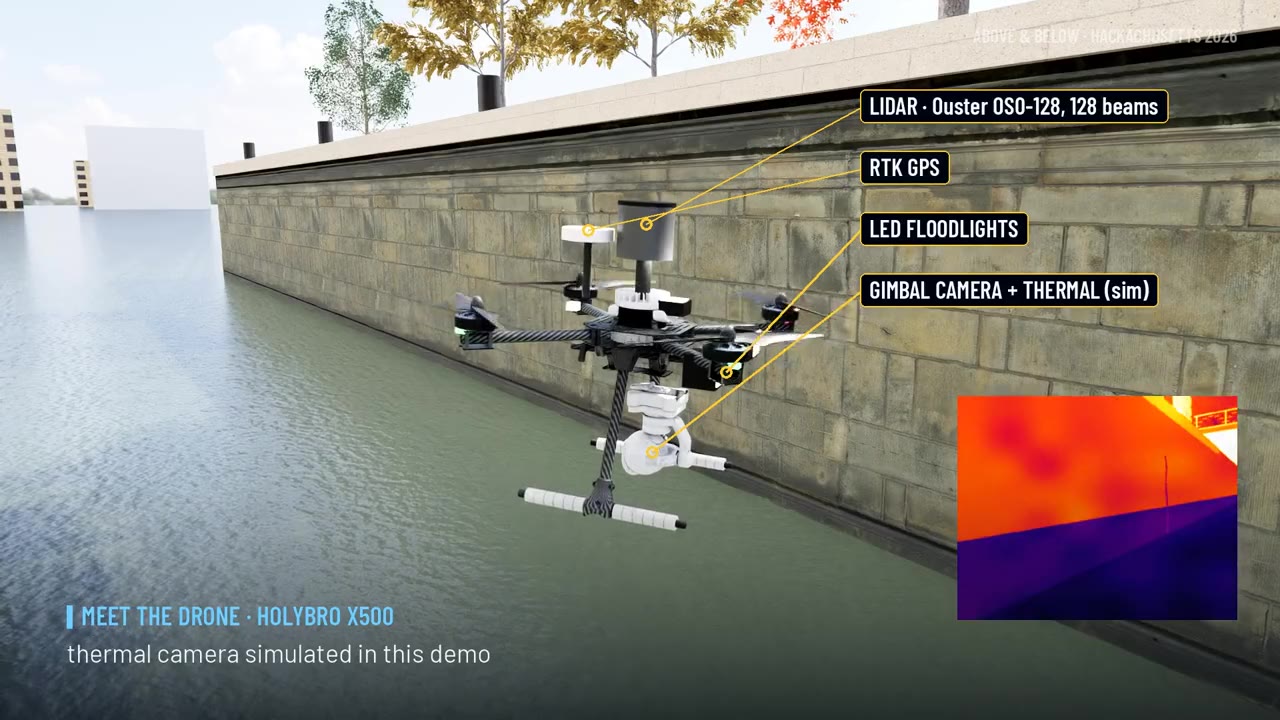 ABOVE & BELOW · HACKACHUSETTS 2026
LIDAR · Ouster OS0-128, 128 beams
RTK GPS
LED FLOODLIGHTS
GIMBAL CAMERA + THERMAL (sim)
MEET THE DRONE · HOLYBRO X500
thermal camera simulated in this demo